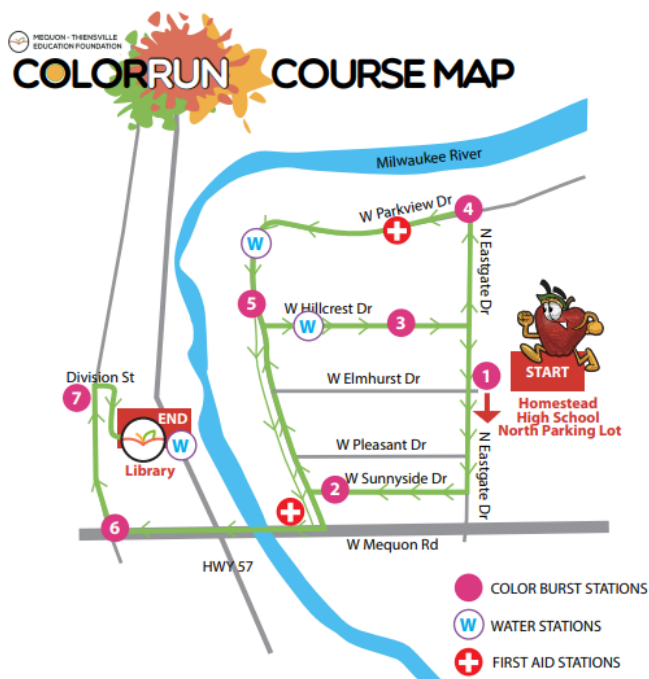 MEQUON - THIENSVILLE
EDUCATION FOUNDATION
COLORRUN COURSE MAP
Milwaukee River
W Parkview Dr
4
W
N Eastgate Dr
5
W Hillcrest Dr
W
3
Division St
W Elmhurst Dr
1
START
7
END
Homestead
High School
North Parking Lot
W
Library
W Pleasant Dr
N Eastgate Dr
2
W Sunnyside Dr
6
W Mequon Rd
HWY 57
COLOR BURST STATIONS
W
WATER STATIONS
FIRST AID STATIONS